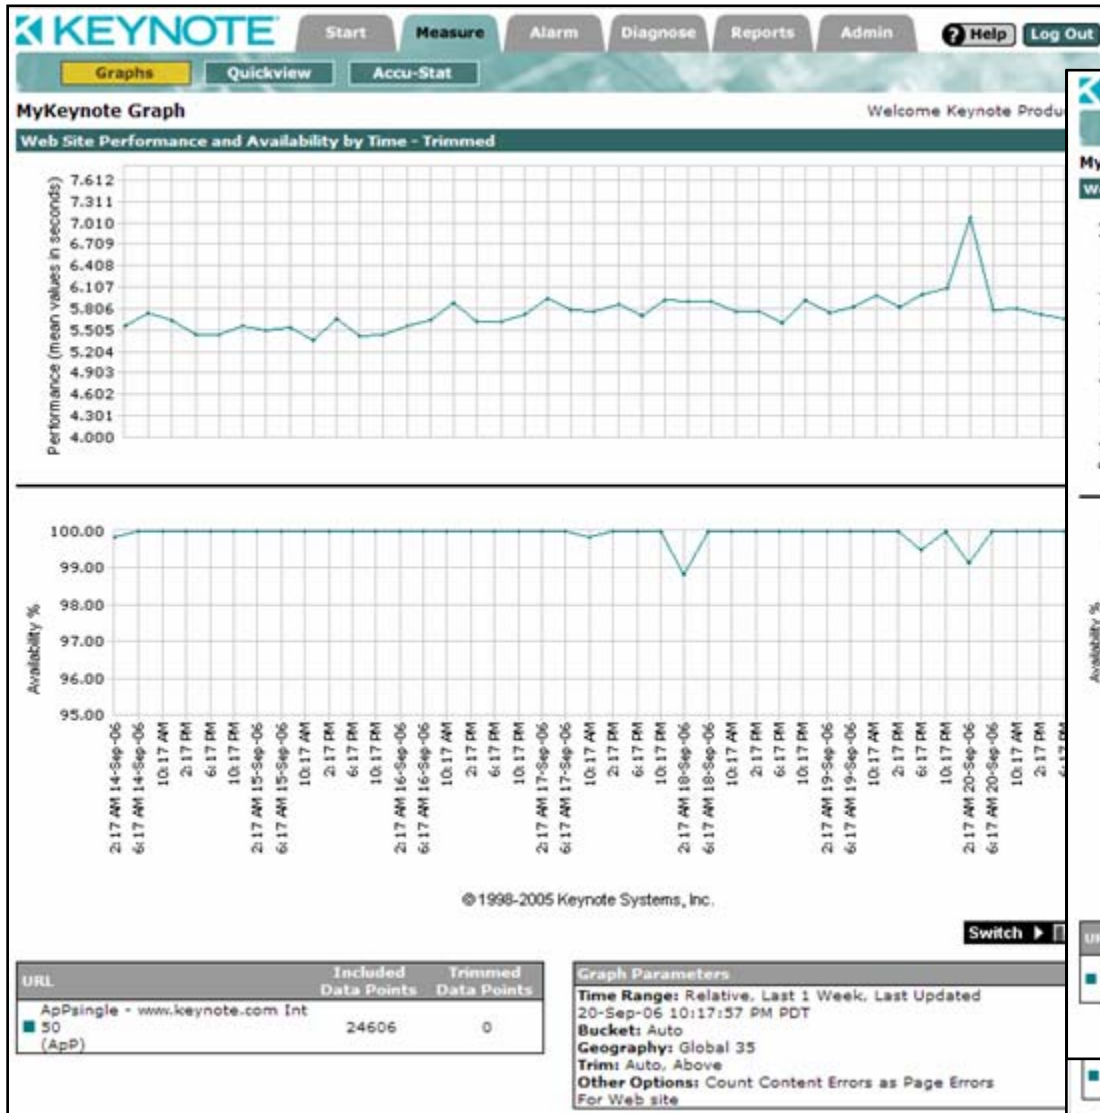 KEYNOTE
Start Measure Alarm Diagnose Reports Admin ? Help Log Out
Graphs Quickview Accu-Stat
MyKeynote Graph
Welcome Keynote
Web Site Performance and Availability by Time - Trimmed
Performance (mean values in seconds)
7.612
7.311
7.010
6.709
6.408
6.107
5.806
5.505
5.204
4.903
4.602
4.301
4.000
Availability %
100.00
99.00
98.00
97.00
96.00
95.00
2:17 AM 14-Sep-06
6:17 AM 14-Sep-06
10:17 AM
2:17 PM
6:17 PM
10:17 PM
2:17 AM 15-Sep-06
6:17 AM 15-Sep-06
10:17 AM
2:17 PM
6:17 PM
10:17 PM
2:17 AM 16-Sep-06
6:17 AM 16-Sep-06
10:17 AM
2:17 PM
6:17 PM
10:17 PM
2:17 AM 17-Sep-06
6:17 AM 17-Sep-06
10:17 AM
2:17 PM
6:17 PM
10:17 PM
2:17 AM 18-Sep-06
6:17 AM 18-Sep-06
10:17 AM
2:17 PM
6:17 PM
10:17 PM
2:17 AM 19-Sep-06
6:17 AM 19-Sep-06
10:17 AM
2:17 PM
6:17 PM
10:17 PM
2:17 AM 20-Sep-06
6:17 AM 20-Sep-06
10:17 AM
2:17 PM
© 1998-2005 Keynote Systems, Inc.
Switch
URL Included Data Points Trimmed Data Points
ApPsingle - www.keynote.com Int
50 24606 0
(ApP)
Graph Parameters
Time Range: Relative, Last 1 Week, Last Updated
20-Sep-06 10:17:57 PM PDT
Bucket: Auto
Geography: Global 35
Trim: Auto, Above
Other Options: Count Content Errors as Page Errors
For Web site
My
Availability %